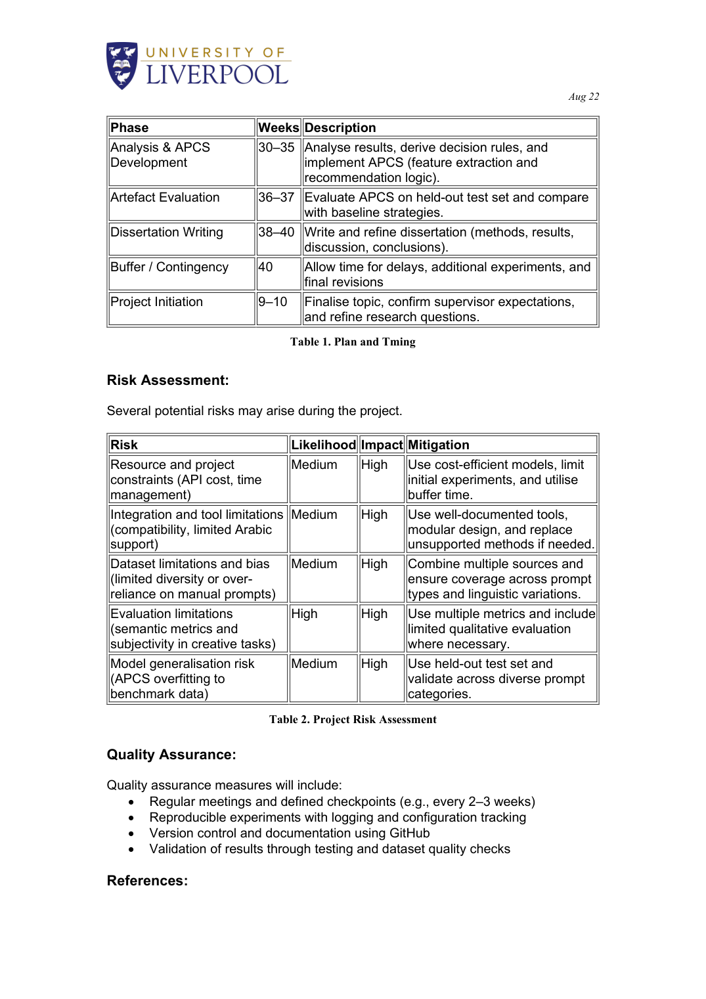 UNIVERSITY OF
LIVERPOOL
Aug 22
Phase Weeks Description
Analysis & APCS Development 30–35 Analyse results, derive decision rules, and
implement APCS (feature extraction and
recommendation logic).
Artefact Evaluation 36–37 Evaluate APCS on held-out test set and compare
with baseline strategies.
Dissertation Writing 38–40 Write and refine dissertation (methods, results,
discussion, conclusions).
Buffer / Contingency 40 Allow time for delays, additional experiments, and
final revisions
Project Initiation 9–10 Finalise topic, confirm supervisor expectations,
and refine research questions.
Table 1. Plan and Tming
Risk Assessment:
Several potential risks may arise during the project.
Risk Likelihood Impact Mitigation
Resource and project
constraints (API cost, time
management)
Medium High Use cost-efficient models, limit
initial experiments, and utilise
buffer time.
Integration and tool limitations
(compatibility, limited Arabic
support)
Medium High Use well-documented tools,
modular design, and replace
unsupported methods if needed.
Dataset limitations and bias
(limited diversity or over-
reliance on manual prompts)
Medium High Combine multiple sources and
ensure coverage across prompt
types and linguistic variations.
Evaluation limitations
(semantic metrics and
subjectivity in creative tasks)
High High Use multiple metrics and include
limited qualitative evaluation
where necessary.
Model generalisation risk
(APCS overfitting to
benchmark data)
Medium High Use held-out test set and
validate across diverse prompt
categories.
Table 2. Project Risk Assessment
Quality Assurance:
Quality assurance measures will include:
• Regular meetings and defined checkpoints (e.g., every 2–3 weeks)
• Reproducible experiments with logging and configuration tracking
• Version control and documentation using GitHub
• Validation of results through testing and dataset quality checks
References: